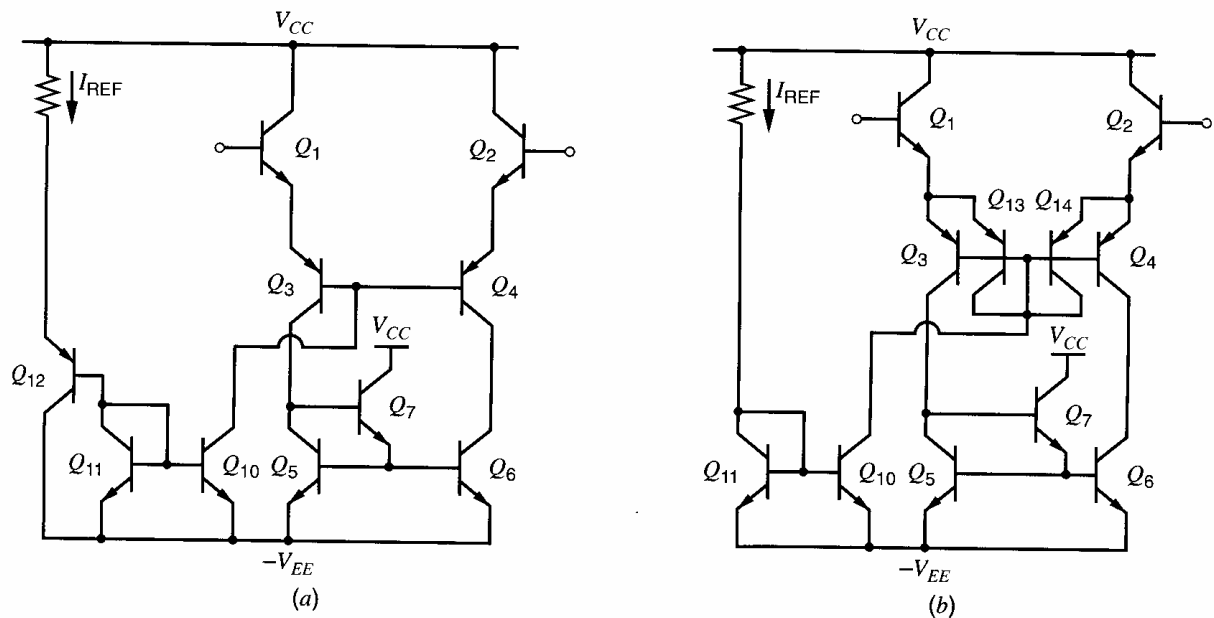 V_CC
I_REF
Q_1
Q_2
Q_3
Q_4
V_CC
Q_12
Q_7
Q_11
Q_10
Q_5
Q_6
−V_EE
(a)
V_CC
I_REF
Q_1
Q_2
Q_13
Q_14
Q_3
Q_4
V_CC
Q_7
Q_11
Q_10
Q_5
Q_6
−V_EE
(b)